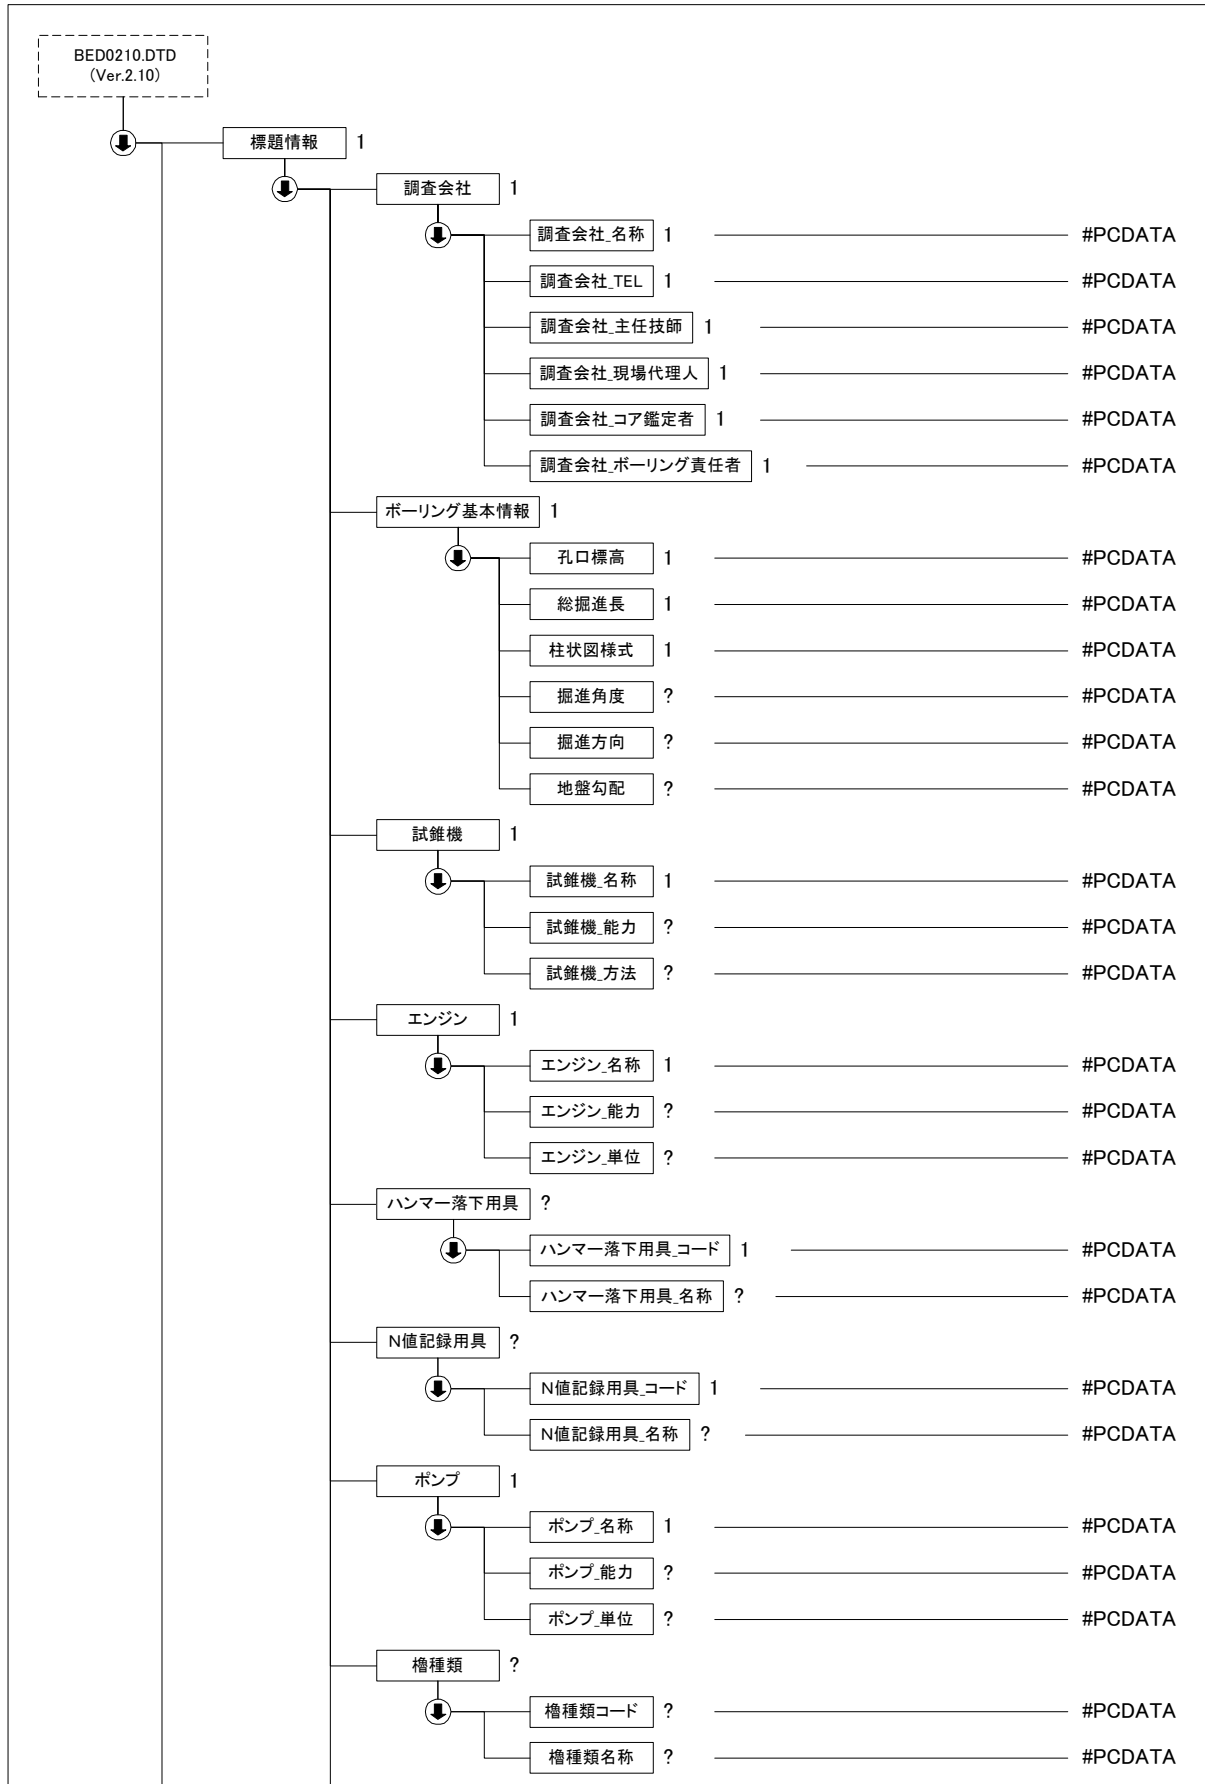 BED0210.DTD
(Ver.2.10)
標題情報 1
調査会社 1
調査会社_名称 1 #PCDATA
調査会社_TEL 1 #PCDATA
調査会社_主任技師 1 #PCDATA
調査会社_現場代理人 1 #PCDATA
調査会社_コア鑑定者 1 #PCDATA
調査会社_ボーリング責任者 1 #PCDATA
ボーリング基本情報 1
孔口標高 1 #PCDATA
総掘進長 1 #PCDATA
柱状図様式 1 #PCDATA
掘進角度 ? #PCDATA
掘進方向 ? #PCDATA
地盤勾配 ? #PCDATA
試錐機 1
試錐機_名称 1 #PCDATA
試錐機_能力 ? #PCDATA
試錐機_方法 ? #PCDATA
エンジン 1
エンジン_名称 1 #PCDATA
エンジン_能力 ? #PCDATA
エンジン_単位 ? #PCDATA
ハンマー落下用具 ?
ハンマー落下用具_コード 1 #PCDATA
ハンマー落下用具_名称 ? #PCDATA
N値記録用具 ?
N値記録用具_コード 1 #PCDATA
N値記録用具_名称 ? #PCDATA
ポンプ 1
ポンプ_名称 1 #PCDATA
ポンプ_能力 ? #PCDATA
ポンプ_単位 ? #PCDATA
櫓種類 ?
櫓種類コード ? #PCDATA
櫓種類名称 ? #PCDATA